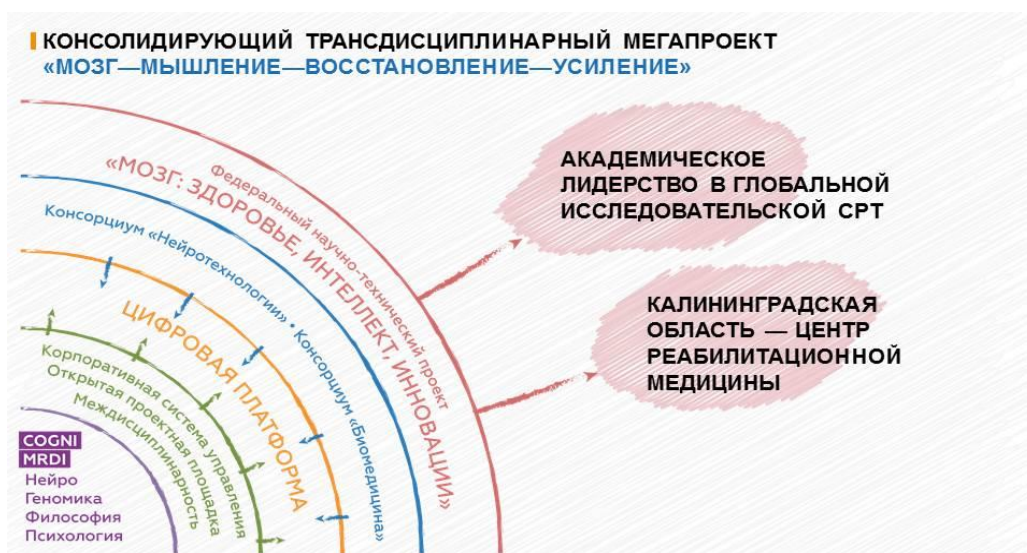 КОНСОЛИДИРУЮЩИЙ ТРАНСДИСЦИПЛИНАРНЫЙ МЕГАПРОЕКТ
«МОЗГ—МЫШЛЕНИЕ—ВОССТАНОВЛЕНИЕ—УСИЛЕНИЕ»
Федеральный научно-технический проект
«МОЗГ: ЗДОРОВЬЕ, ИНТЕЛЛЕКТ, ИННОВАЦИИ»
Консорциум «Нейротехнологии» • Консорциум «Биомедицина»
ЦИФРОВАЯ ПЛАТФОРМА
Корпоративная система управления
Открытая проектная площадка
Междисциплинарность
COGNI
MRDI
Нейро
Геномика
Философия
Психология
АКАДЕМИЧЕСКОЕ
ЛИДЕРСТВО В ГЛОБАЛЬНОЙ
ИССЛЕДОВАТЕЛЬСКОЙ СРТ
КАЛИНИНГРАДСКАЯ
ОБЛАСТЬ — ЦЕНТР
РЕАБИЛИТАЦИОННОЙ
МЕДИЦИНЫ